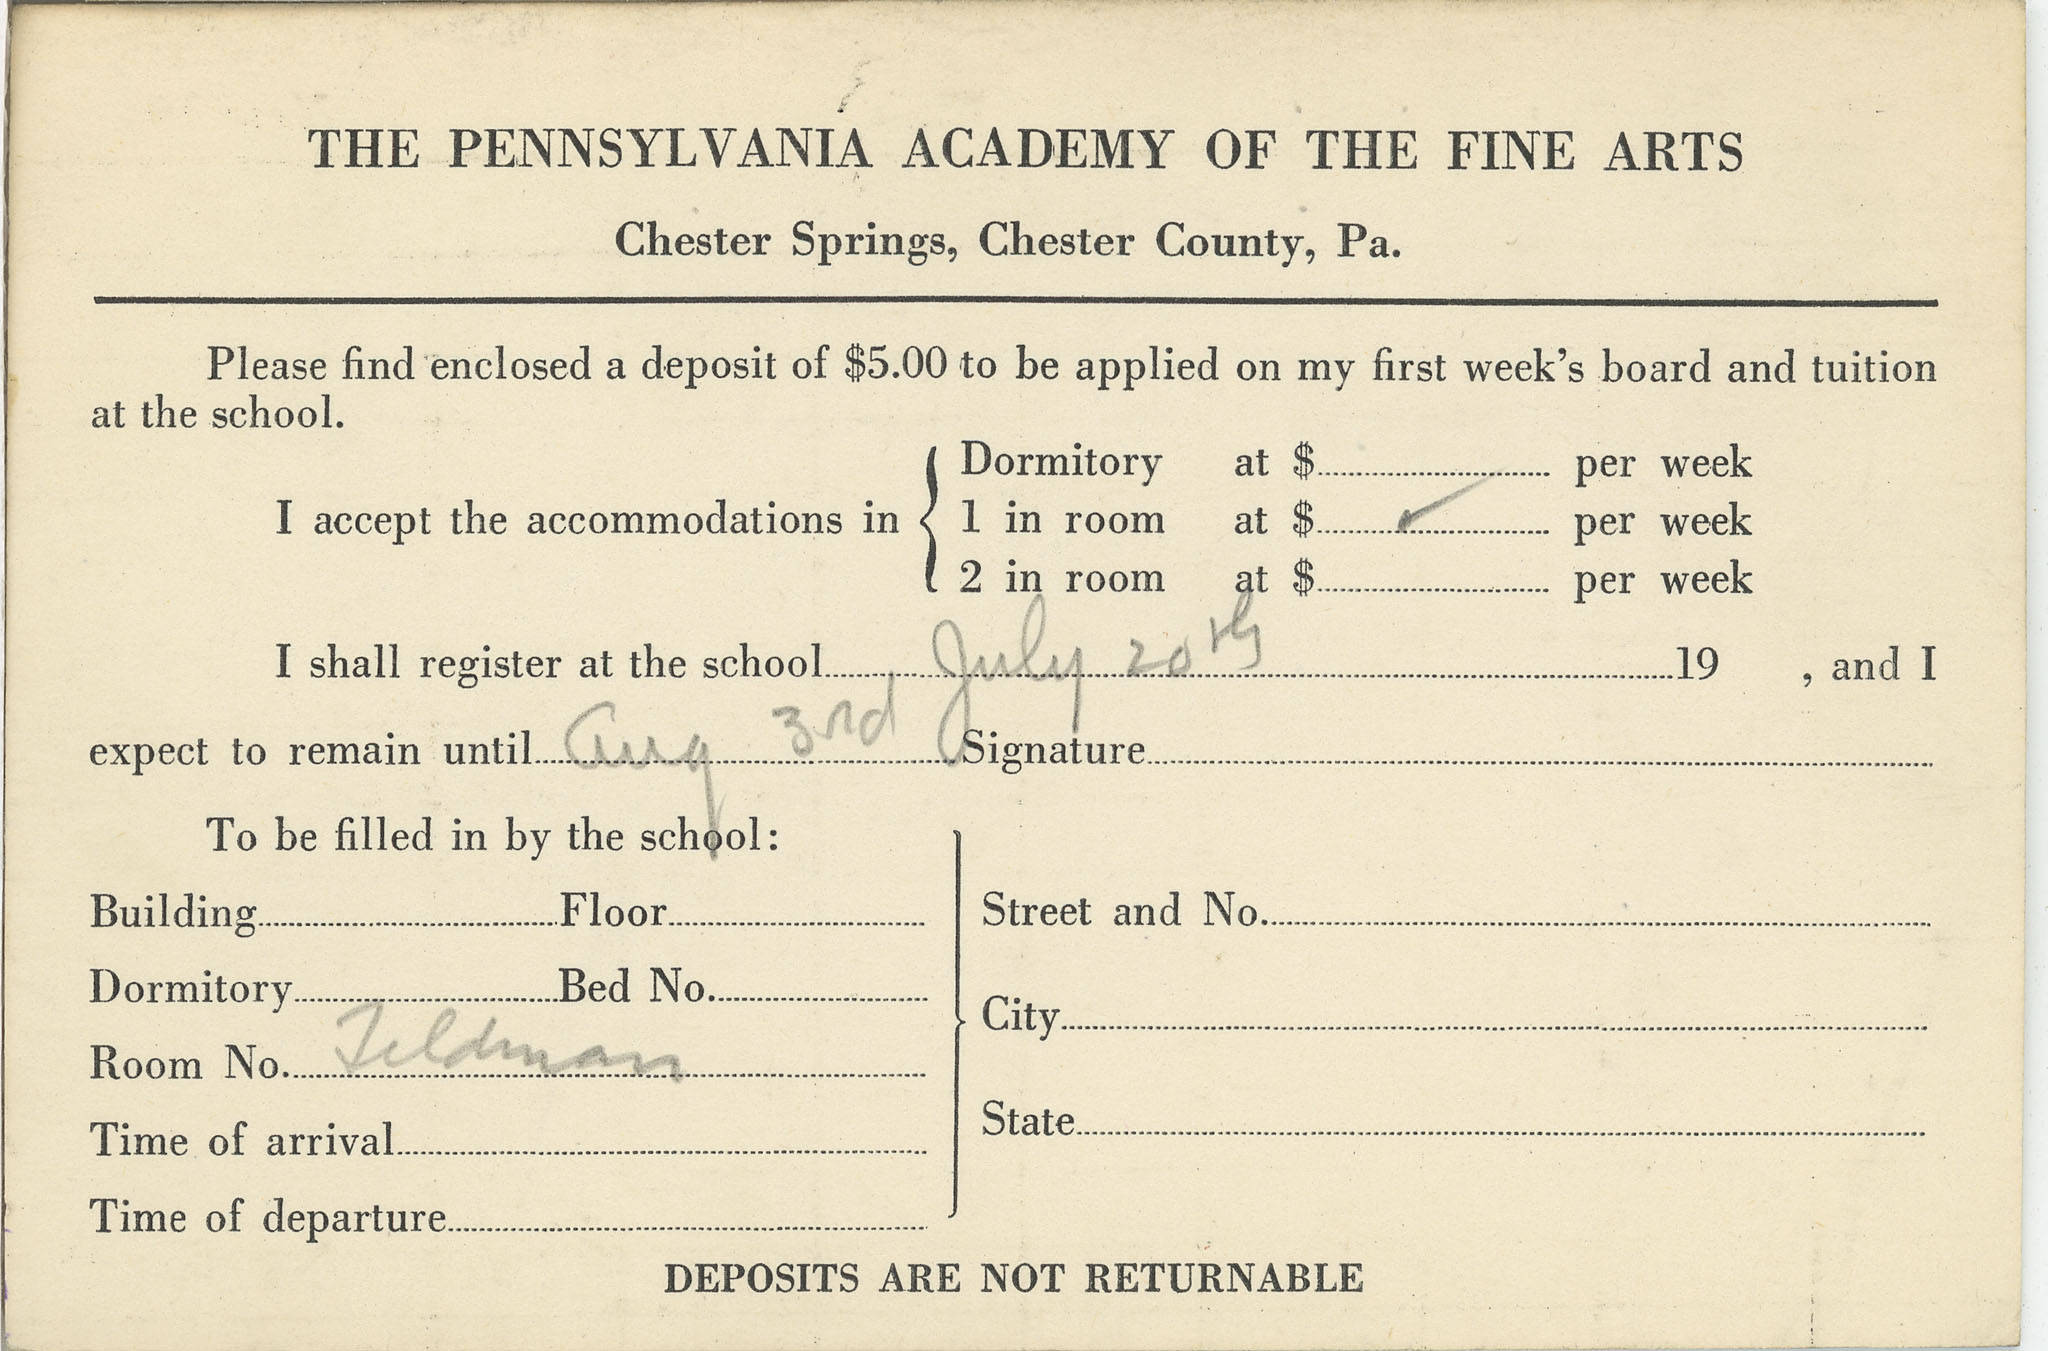 THE PENNSYLVANIA ACADEMY OF THE FINE ARTS
Chester Springs, Chester County, Pa.
Please find enclosed a deposit of $5.00 to be applied on my first week's board and tuition
at the school.
I accept the accommodations in
Dormitory at $ per week
1 in room at $ ✓ per week
2 in room at $ per week
I shall register at the school July 20th 19 , and I
expect to remain until Aug 3rd Signature
To be filled in by the school:
Building Floor
Dormitory Bed No.
Room No. Feldman
Time of arrival
Time of departure
Street and No.
City
State
DEPOSITS ARE NOT RETURNABLE